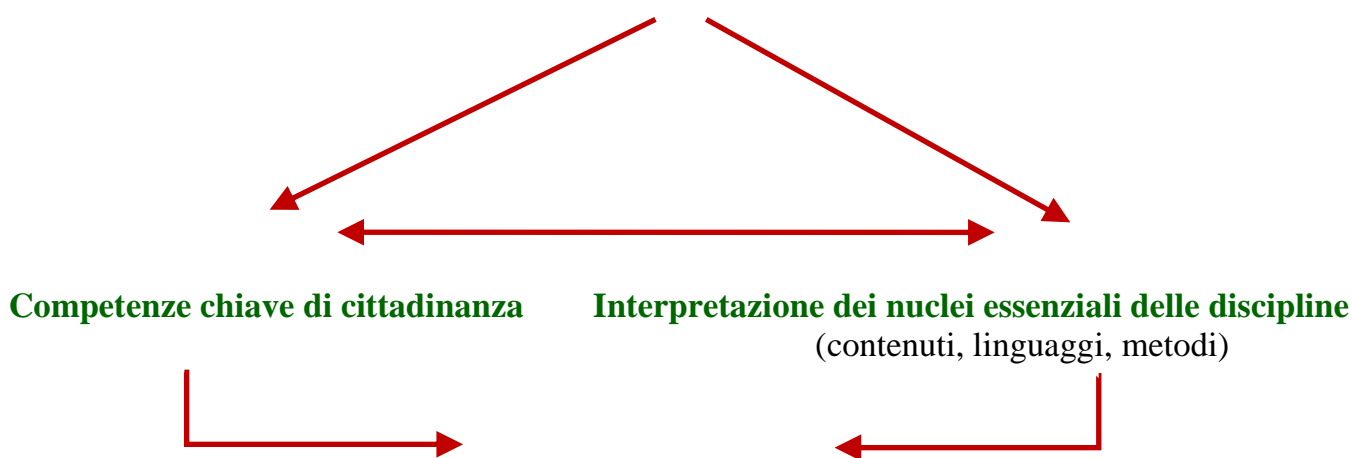 Competenze chiave di cittadinanza Interpretazione dei nuclei essenziali delle discipline
(contenuti, linguaggi, metodi)